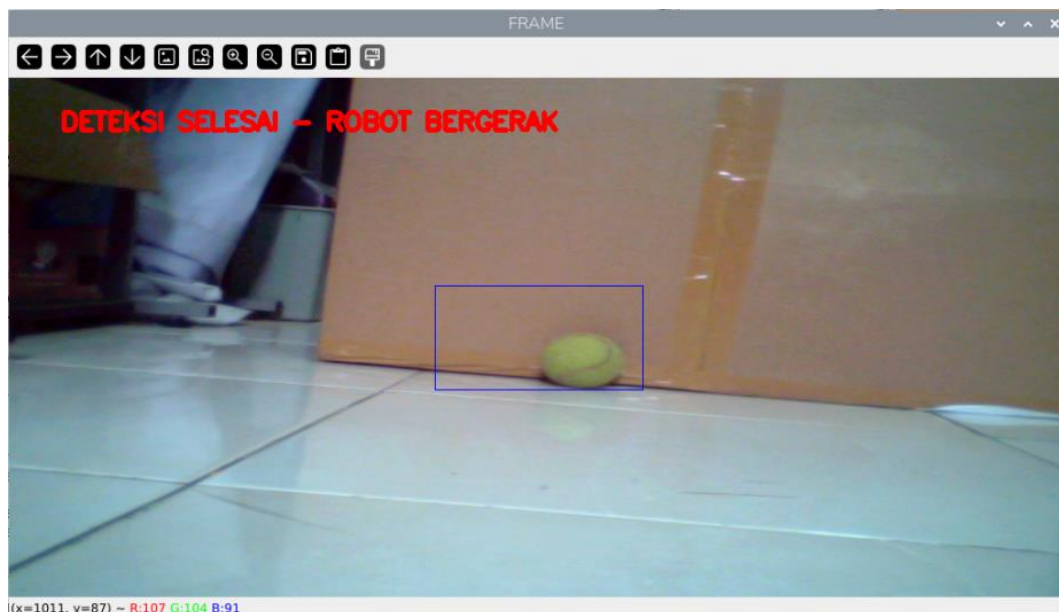 FRAME
DETEKSI SELESAI - ROBOT BERGERAK
(x=1011, y=87) ~ R:107 G:104 B:91